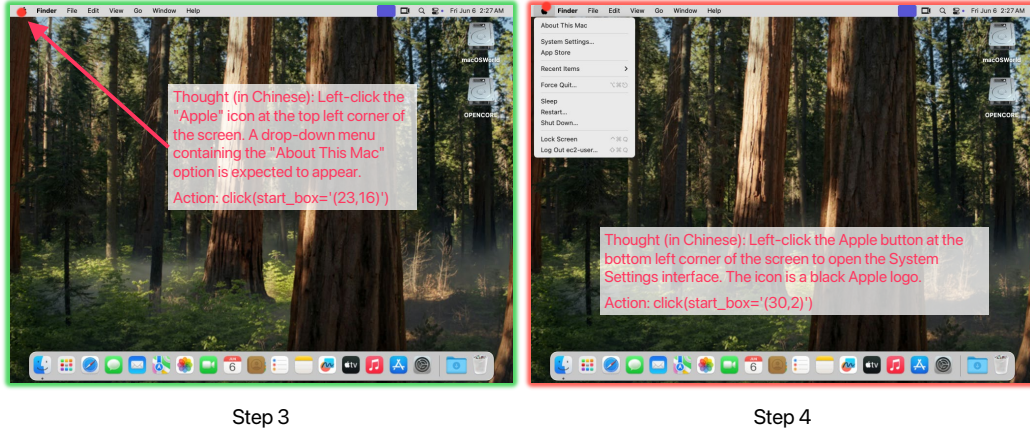 Finder File Edit View Go Window Help Fri Jun 6 2:27 AM
macOSWorld
OPENCORE
Thought (in Chinese): Left-click the
"Apple" icon at the top left corner of
the screen. A drop-down menu
containing the "About This Mac"
option is expected to appear.
Action: click(start_box='(23,16)')
JUN
6
tv
Step 3
Finder File Edit View Go Window Help Fri Jun 6 2:27 AM
About This Mac
System Settings...
App Store
Recent Items
Force Quit...
Sleep
Restart...
Shut Down...
Lock Screen ^⌘Q
Log Out ec2-user... ⇧⌘Q
macOSWorld
OPENCORE
Thought (in Chinese): Left-click the Apple button at the
bottom left corner of the screen to open the System
Settings interface. The icon is a black Apple logo.
Action: click(start_box='(30,2)')
JUN
6
tv
Step 4